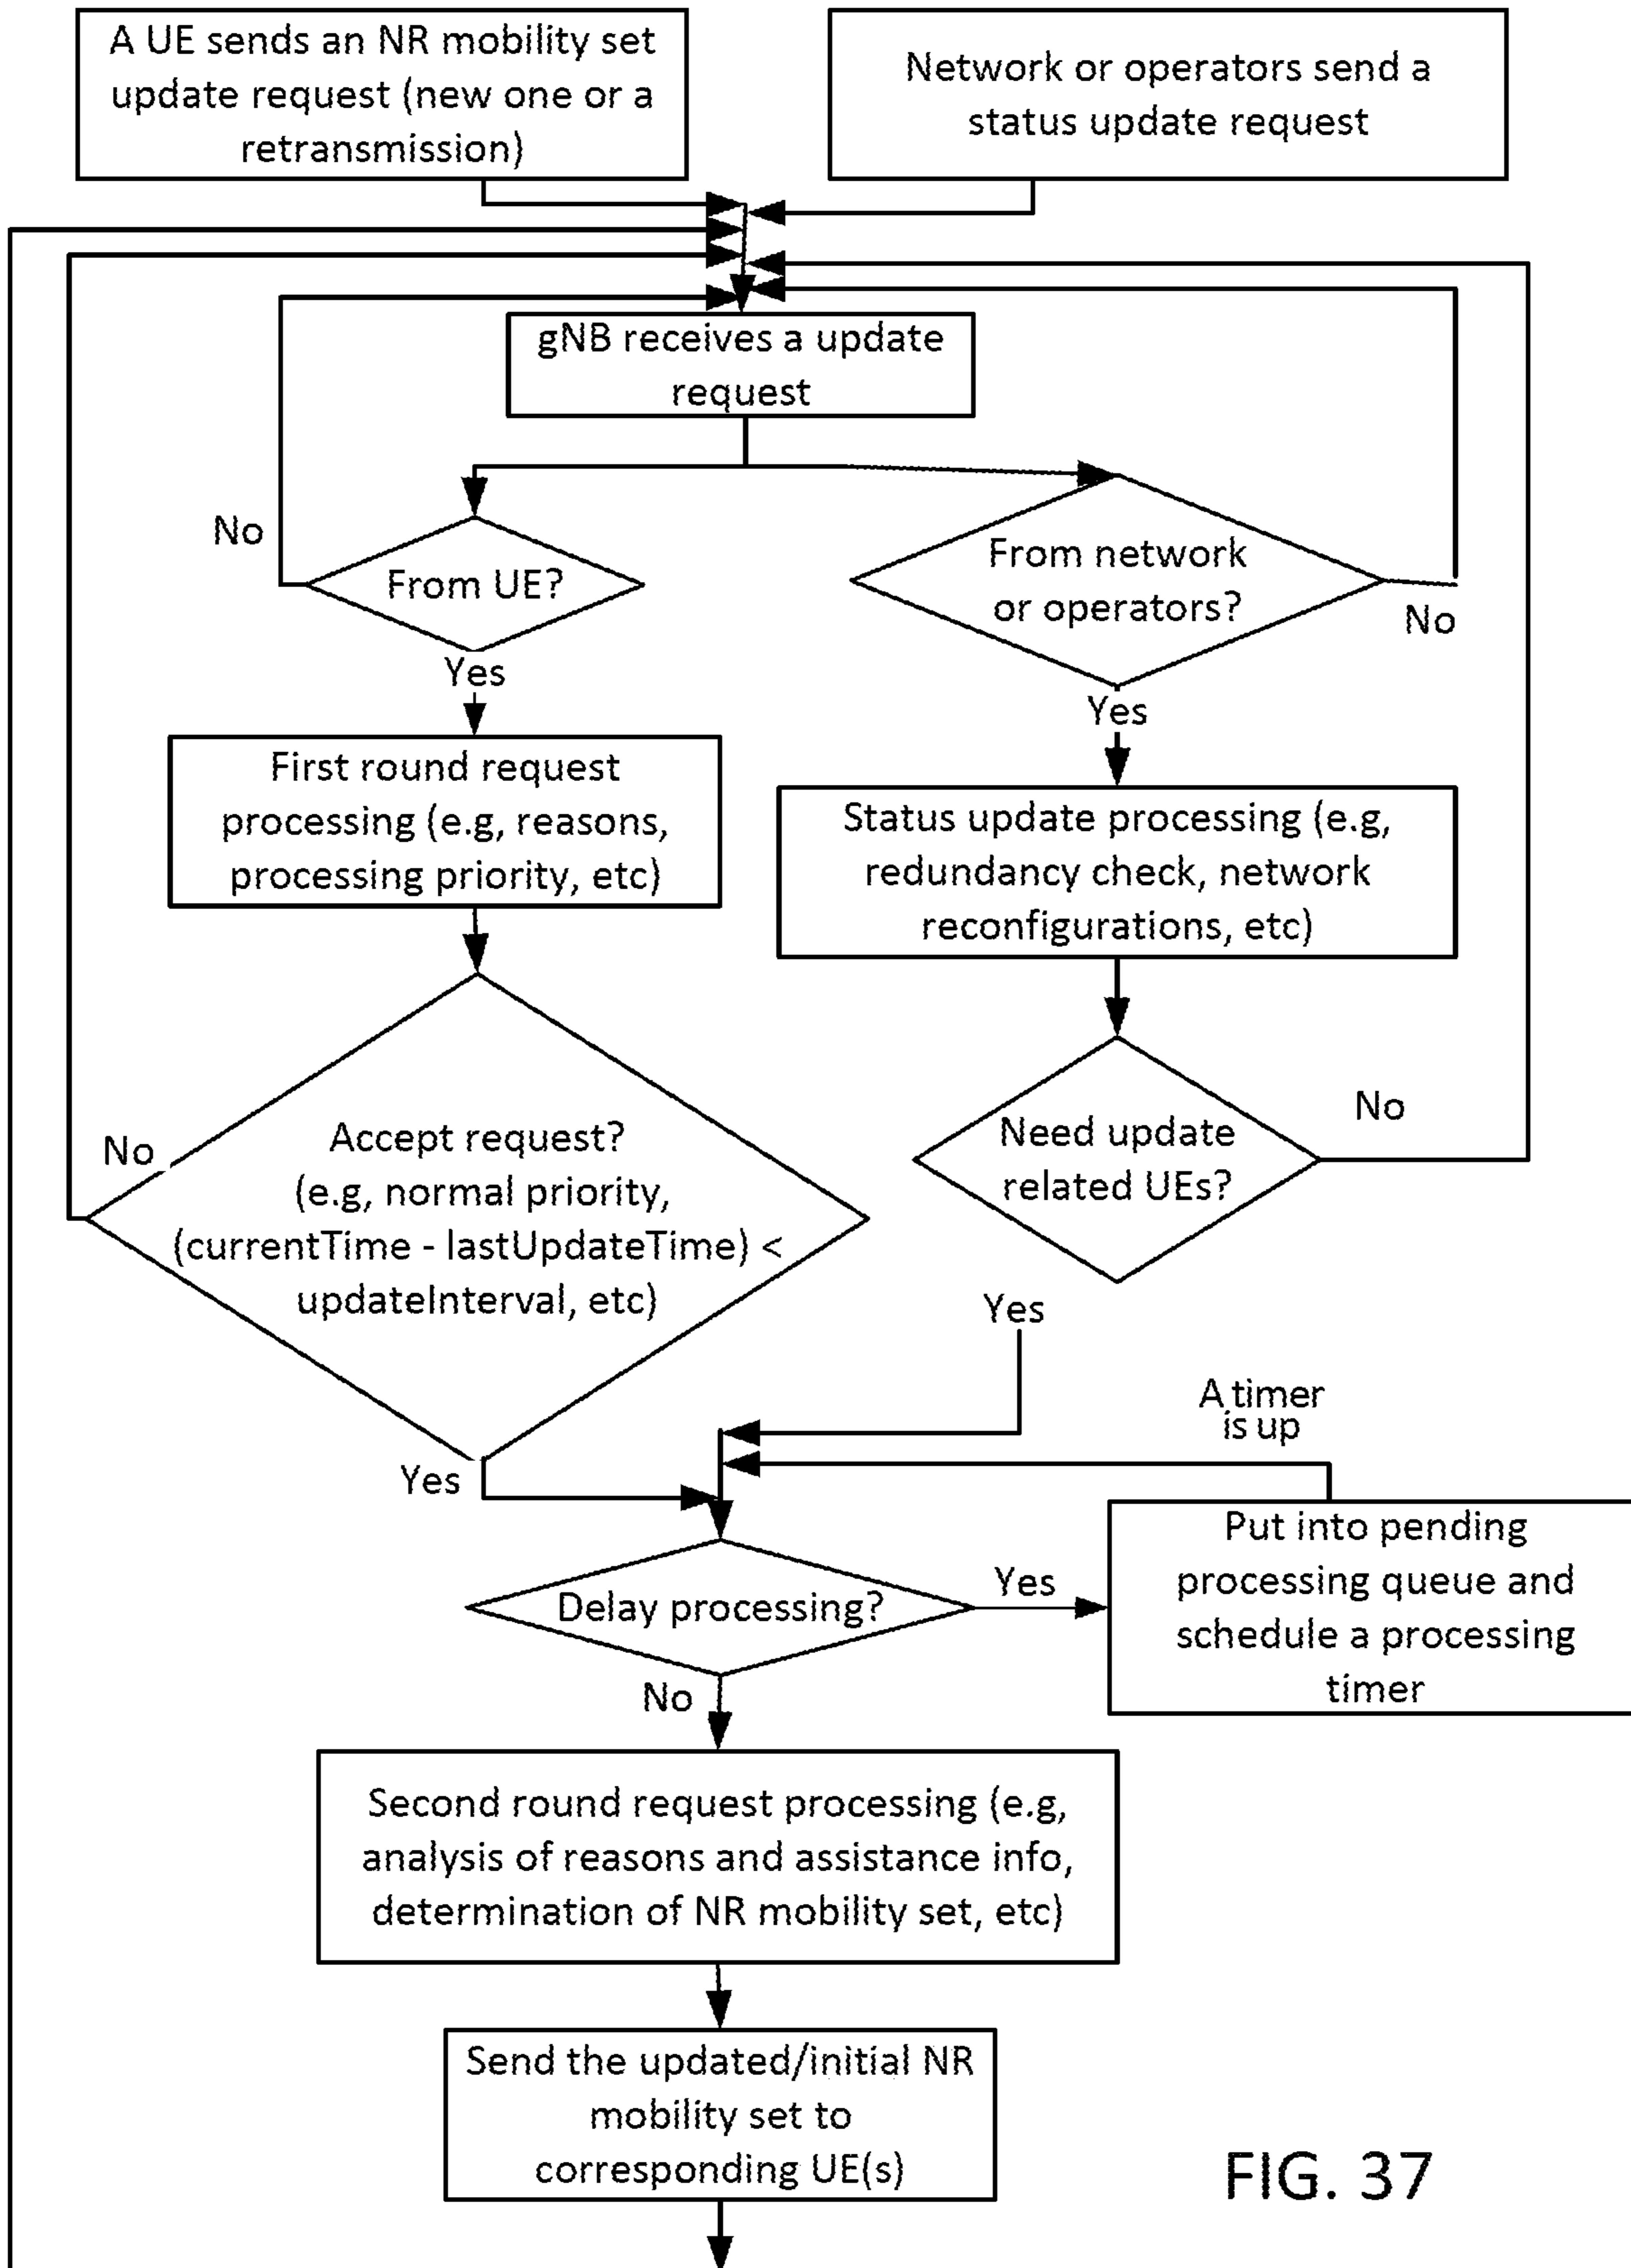 A UE sends an NR mobility set
update request (new one or a
retransmission)
Network or operators send a
status update request
gNB receives a update
request
No
From UE?
Yes
From network
or operators?
No
Yes
First round request
processing (e.g, reasons,
processing priority, etc)
Status update processing (e.g,
redundancy check, network
reconfigurations, etc)
No
Accept request?
(e.g, normal priority,
(currentTime - lastUpdateTime) <
updateInterval, etc)
Yes
Need update
related UEs?
No
Yes
A timer
is up
Delay processing?
Yes
Put into pending
processing queue and
schedule a processing
timer
No
Second round request processing (e.g,
analysis of reasons and assistance info,
determination of NR mobility set, etc)
Send the updated/initial NR
mobility set to
corresponding UE(s)
FIG. 37